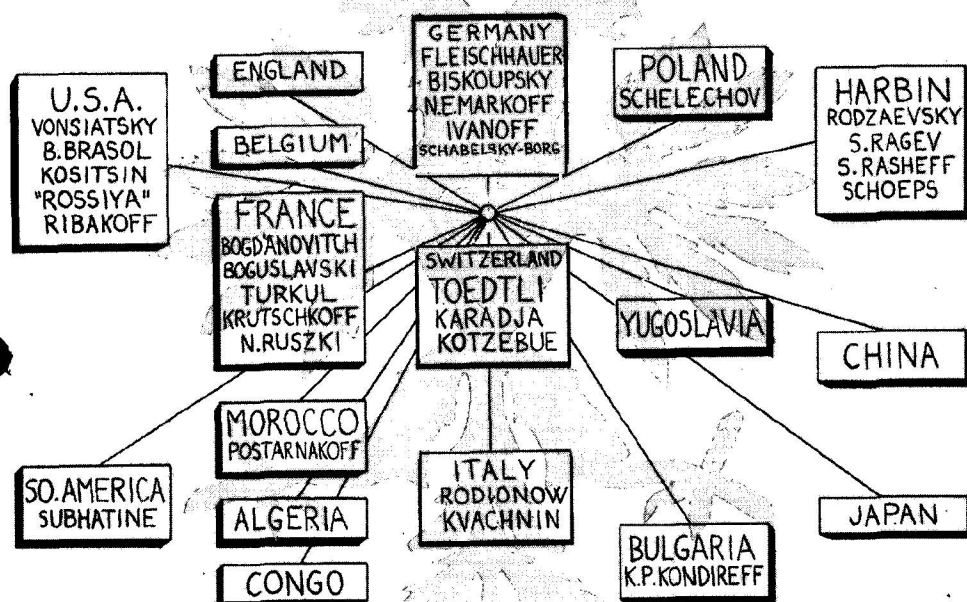 U.S.A.
VONSIATSKY
B.BRASOL
KOSITSIN
"ROSSIYA"
RIBAKOFF
ENGLAND
BELGIUM
FRANCE
BOGDANOVITCH
BOGUSLAVSKI
TURKUL
KRUTSCHKOFF
N.RUSZKI
GERMANY
FLEISCHHAUER
BISKOUPSKY
N.E.MARKOFF
IVANOFF
SCHABELSKY-BORG
POLAND
SCHELECHOV
HARBIN
RODZAEVSKY
S.RAGEV
S.RASHEFF
SCHOEPS
SWITZERLAND
TOEDTLI
KARADJA
KOTZEBUE
YUGOSLAVIA
CHINA
SO.AMERICA
SUBHATINE
MOROCCO
POSTARNAKOFF
ALGERIA
CONGO
ITALY
RODIONOW
KVACHNIN
BULGARIA
K.P.KONDIREFF
JAPAN